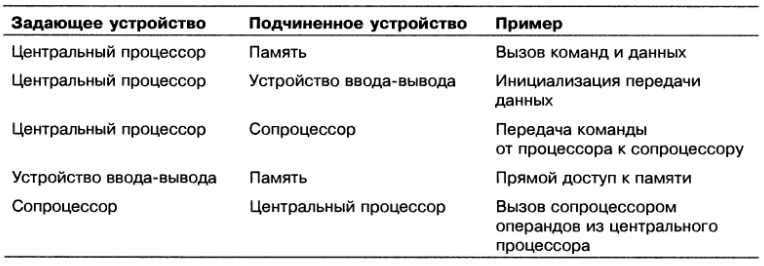 Задающее устройство Подчиненное устройство Пример
Центральный процессор Память Вызов команд и данных
Центральный процессор Устройство ввода-вывода Инициализация передачи
данных
Центральный процессор Сопроцессор Передача команды
от процессора к сопроцессору
Устройство ввода-вывода Память Прямой доступ к памяти
Сопроцессор Центральный процессор Вызов сопроцессором
операндов из центрального
процессора